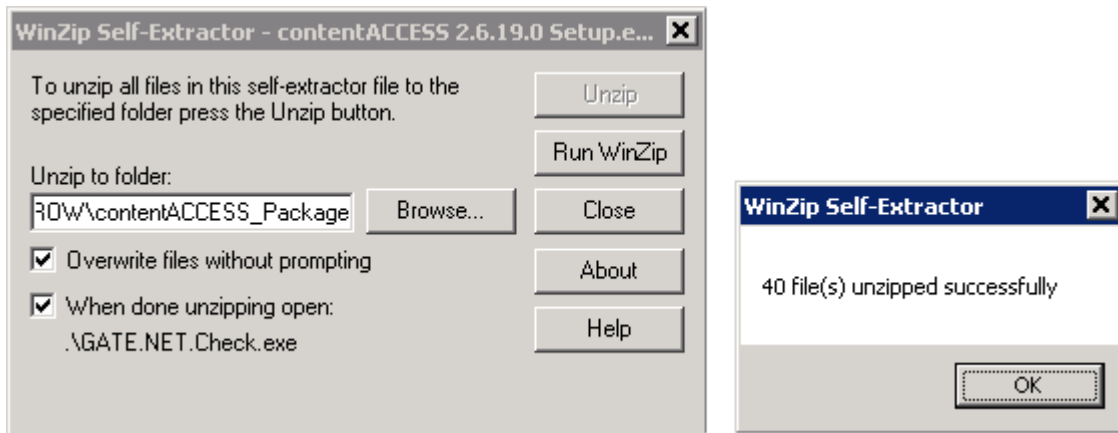 WinZip Self-Extractor - contentACCESS 2.6.19.0 Setup.e...
To unzip all files in this self-extractor file to the
specified folder press the Unzip button.
Unzip to folder:
ROW\contentACCESS_Package
Browse...
Overwrite files without prompting
When done unzipping open:
.\GATE.NET.Check.exe
Unzip
Run WinZip
Close
About
Help
WinZip Self-Extractor
40 file(s) unzipped successfully
OK